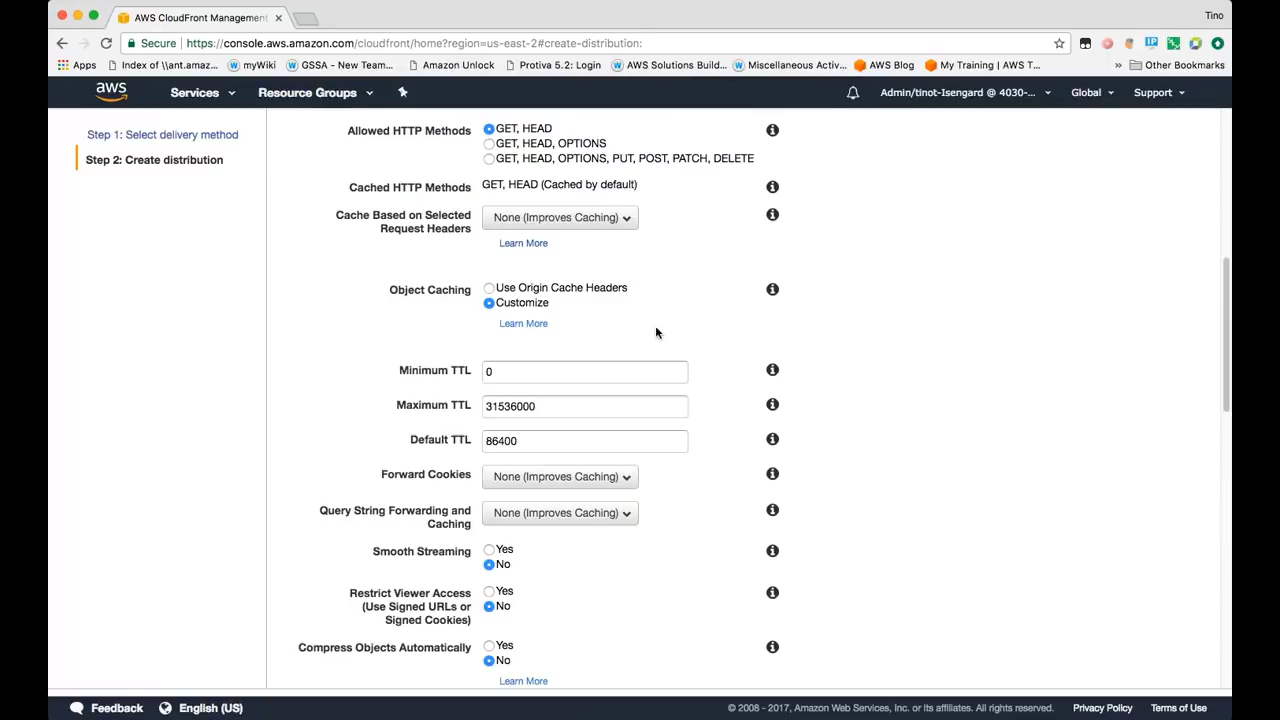 AWS CloudFront Management
Tino
Secure https://console.aws.amazon.com/cloudfront/home?region=us-east-2#create-distribution:
IP
Apps Index of \\ant.amaz... myWiki GSSA - New Team... Amazon Unlock Protiva 5.2: Login AWS Solutions Buil... Miscellaneous Activ... AWS Blog My Training | AWS T... » Other Bookmarks
aws Services Resource Groups Admin/tinot-Isengard @ 4030-... Global Support
Step 1: Select delivery method
Step 2: Create distribution
Allowed HTTP Methods GET, HEAD
GET, HEAD, OPTIONS
GET, HEAD, OPTIONS, PUT, POST, PATCH, DELETE
Cached HTTP Methods GET, HEAD (Cached by default)
Cache Based on Selected
Request Headers
None (Improves Caching)
Learn More
Object Caching Use Origin Cache Headers
Customize
Learn More
Minimum TTL 0
Maximum TTL 31536000
Default TTL 86400
Forward Cookies None (Improves Caching)
Query String Forwarding and
Caching
None (Improves Caching)
Smooth Streaming Yes
No
Restrict Viewer Access
(Use Signed URLs or
Signed Cookies)
Yes
No
Compress Objects Automatically Yes
No
Learn More
Feedback English (US) © 2008 - 2017, Amazon Web Services, Inc. or its affiliates. All rights reserved. Privacy Policy Terms of Use